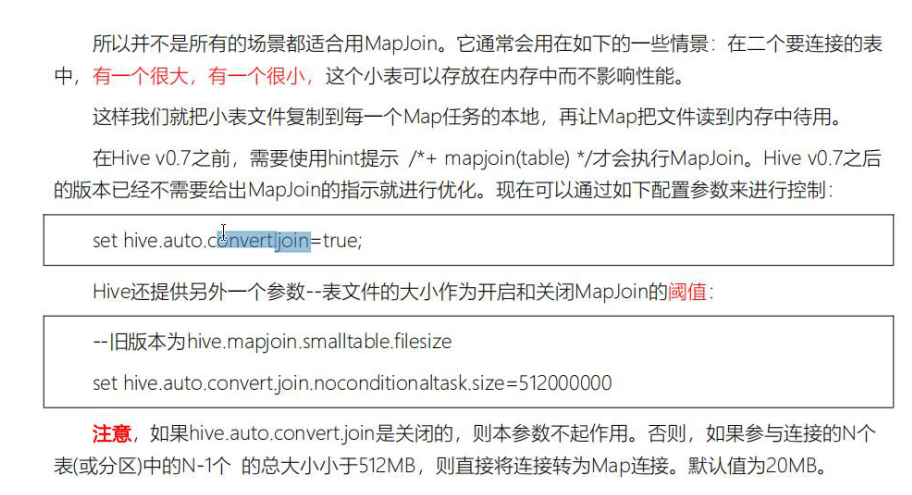 所以并不是所有的场景都适合用MapJoin。它通常会用在如下的一些情景：在二个要连接的表
中，有一个很大，有一个很小，这个小表可以存放在内存中而不影响性能。
这样我们就把小表文件复制到每一个Map任务的本地，再让Map把文件读到内存中待用。
在Hive v0.7之前，需要使用hint提示 /*+ mapjoin(table) */才会执行MapJoin。Hive v0.7之后
的版本已经不需要给出MapJoin的指示就进行优化。现在可以通过如下配置参数来进行控制：
set hive.auto.convert.join=true;
Hive还提供另外一个参数--表文件的大小作为开启和关闭MapJoin的阈值：
--旧版本为hive.mapjoin.smalltable.filesize
set hive.auto.convert.join.noconditionaltask.size=512000000
注意，如果hive.auto.convert.join是关闭的，则本参数不起作用。否则，如果参与连接的N个
表(或分区)中的N-1个 的总大小小于512MB，则直接将连接转为Map连接。默认值为20MB。